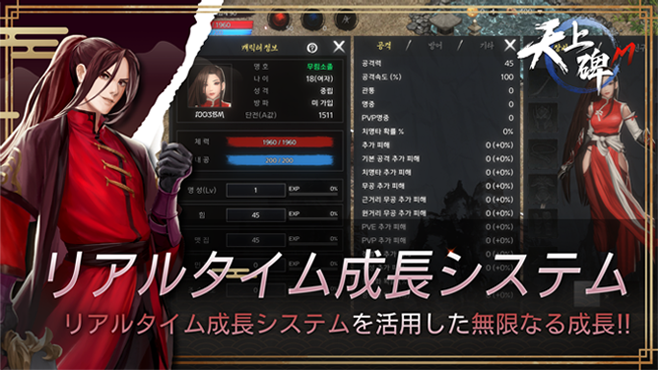 1960
캐릭터 정보
?
명호 무림소졸
나이 18(여자)
성격 중립
방파 미 가입
단전(A갑) 1511
체력 1960 / 1960
내공 200 / 200
명성(Lv) 1 EXP 0%
힘 45 EXP 0%
맷집 EXP 0%
공격 / 방어 / 기타
공격력 45
공격속도 (%) 100
관통 0
명중 0
PVP명중 0
치명타 확률 % 0%
추가 피해 0 (+0%)
기본 공격 추가 피해 0 (+0%)
치명타 추가 피해 0 (+0%)
무공 추가 피해 0 (+0%)
근거리 무공 추가 피해 0 (+0%)
원거리 무공 추가 피해 0 (+0%)
PVE 추가 피해 0 (+0%)
PVP 추가 피해 0 (+0%)
天上碑M
リアルタイム成長システム
リアルタイム成長システムを活用した無限なる成長!!